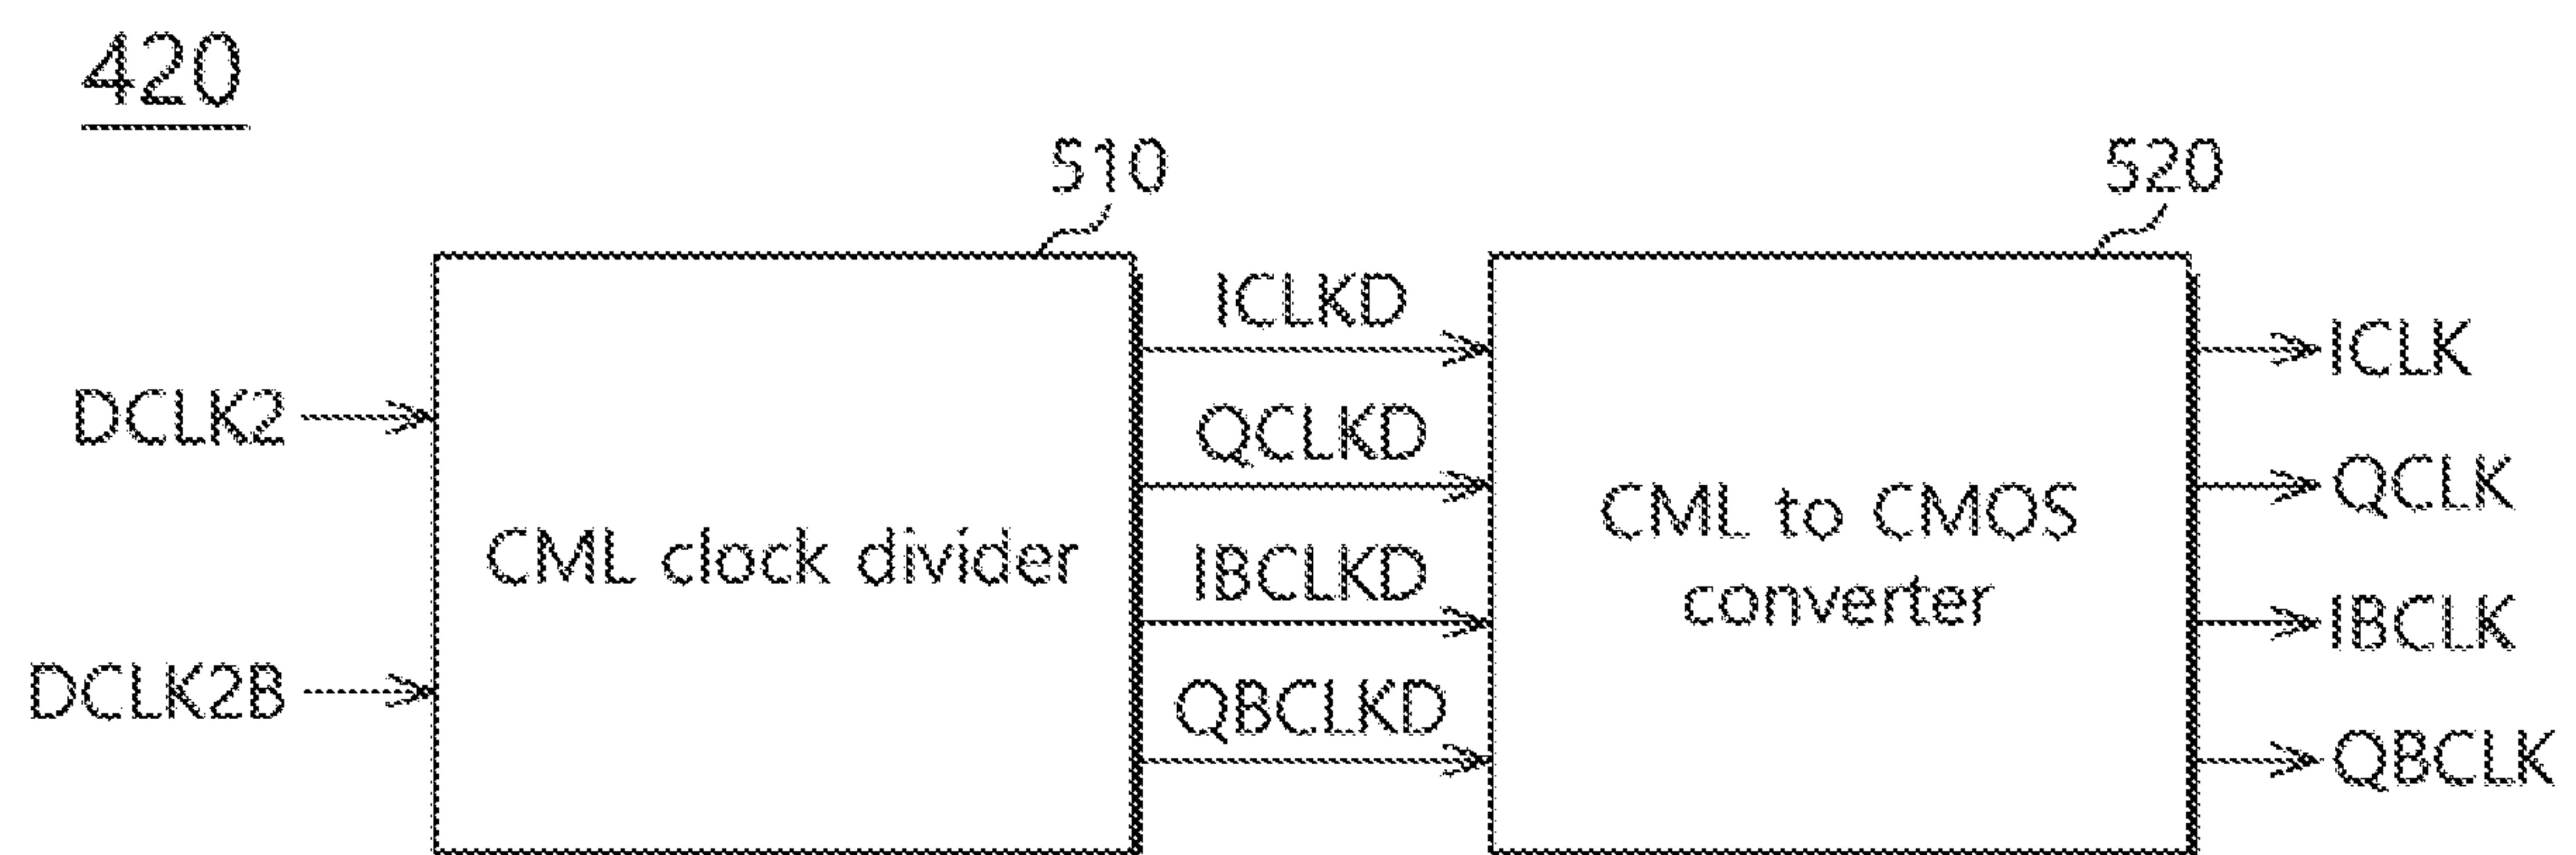 420
510
520
DCLK2
DCLK2B
CML clock divider
ICLKD
QCLKD
IBCLKD
QBCLKD
CML to CMOS
converter
ICLK
QCLK
IBCLK
QBCLK